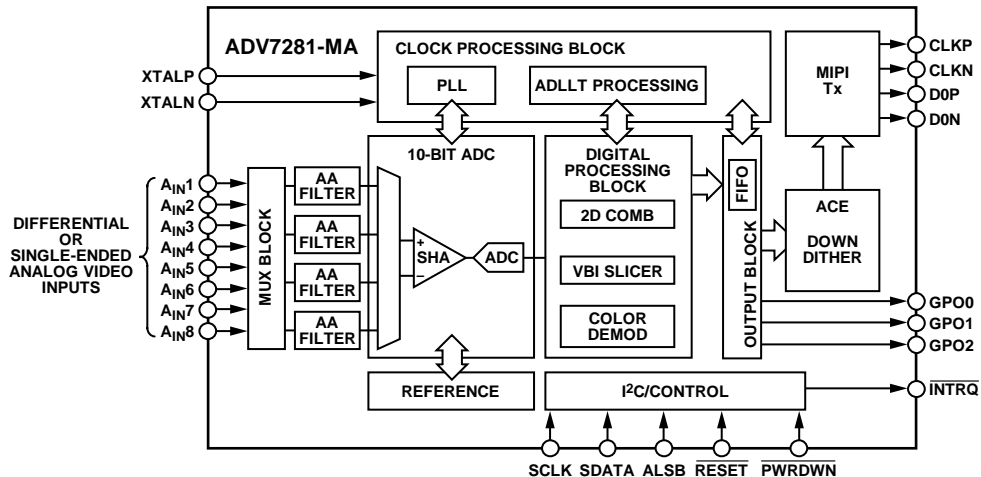 ADV7281-MA
CLOCK PROCESSING BLOCK
PLL
ADLLT PROCESSING
XTALP
XTALN
MIPI
Tx
CLKP
CLKN
D0P
D0N
10-BIT ADC
DIGITAL
PROCESSING
BLOCK
2D COMB
VBI SLICER
COLOR
DEMOD
OUTPUT BLOCK
FIFO
ACE
DOWN
DITHER
DIFFERENTIAL
OR
SINGLE-ENDED
ANALOG VIDEO
INPUTS
AIN1
AIN2
AIN3
AIN4
AIN5
AIN6
AIN7
AIN8
MUX BLOCK
AA
FILTER
AA
FILTER
AA
FILTER
AA
FILTER
+
SHA
–
ADC
REFERENCE
I2C/CONTROL
GPO0
GPO1
GPO2
INTRQ
SCLK SDATA ALSB RESET PWRDWN